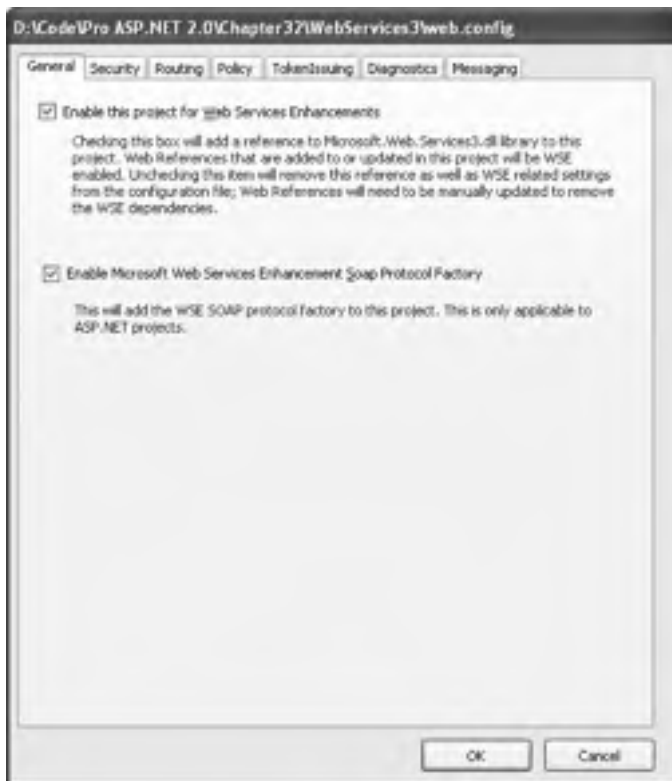 D:\Code\Pro ASP.NET 2.0\Chapter32\WebServices3\web.config
General Security Routing Policy TokenIssuing Diagnostics Messaging
Enable this project for Web Services Enhancements
Checking this box will add a reference to Microsoft.Web.Services3.dll library to this
project. Web References that are added to or updated in this project will be WSE
enabled. Unchecking this item will remove this reference as well as WSE related settings
from the configuration file; Web References will need to be manually updated to remove
the WSE dependencies.
Enable Microsoft Web Services Enhancement Soap Protocol Factory
This will add the WSE SOAP protocol factory to this project. This is only applicable to
ASP.NET projects.
OK Cancel